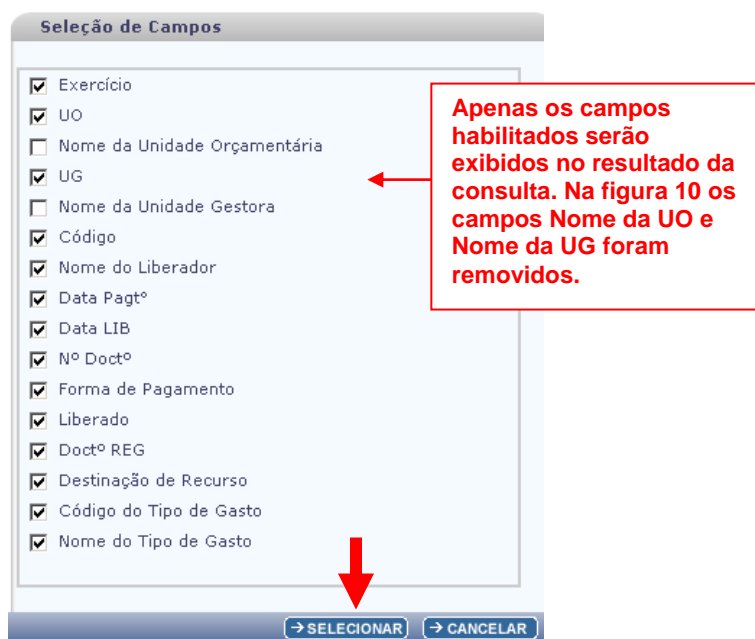 Seleção de Campos
Exercício
UO
Nome da Unidade Orçamentária
UG
Nome da Unidade Gestora
Código
Nome do Liberador
Data Pagtº
Data LIB
Nº Doctº
Forma de Pagamento
Liberado
Doctº REG
Destinação de Recurso
Código do Tipo de Gasto
Nome do Tipo de Gasto
Apenas os campos
habilitados serão
exibidos no resultado da
consulta. Na figura 10 os
campos Nome da UO e
Nome da UG foram
removidos.
SELECIONAR CANCELAR